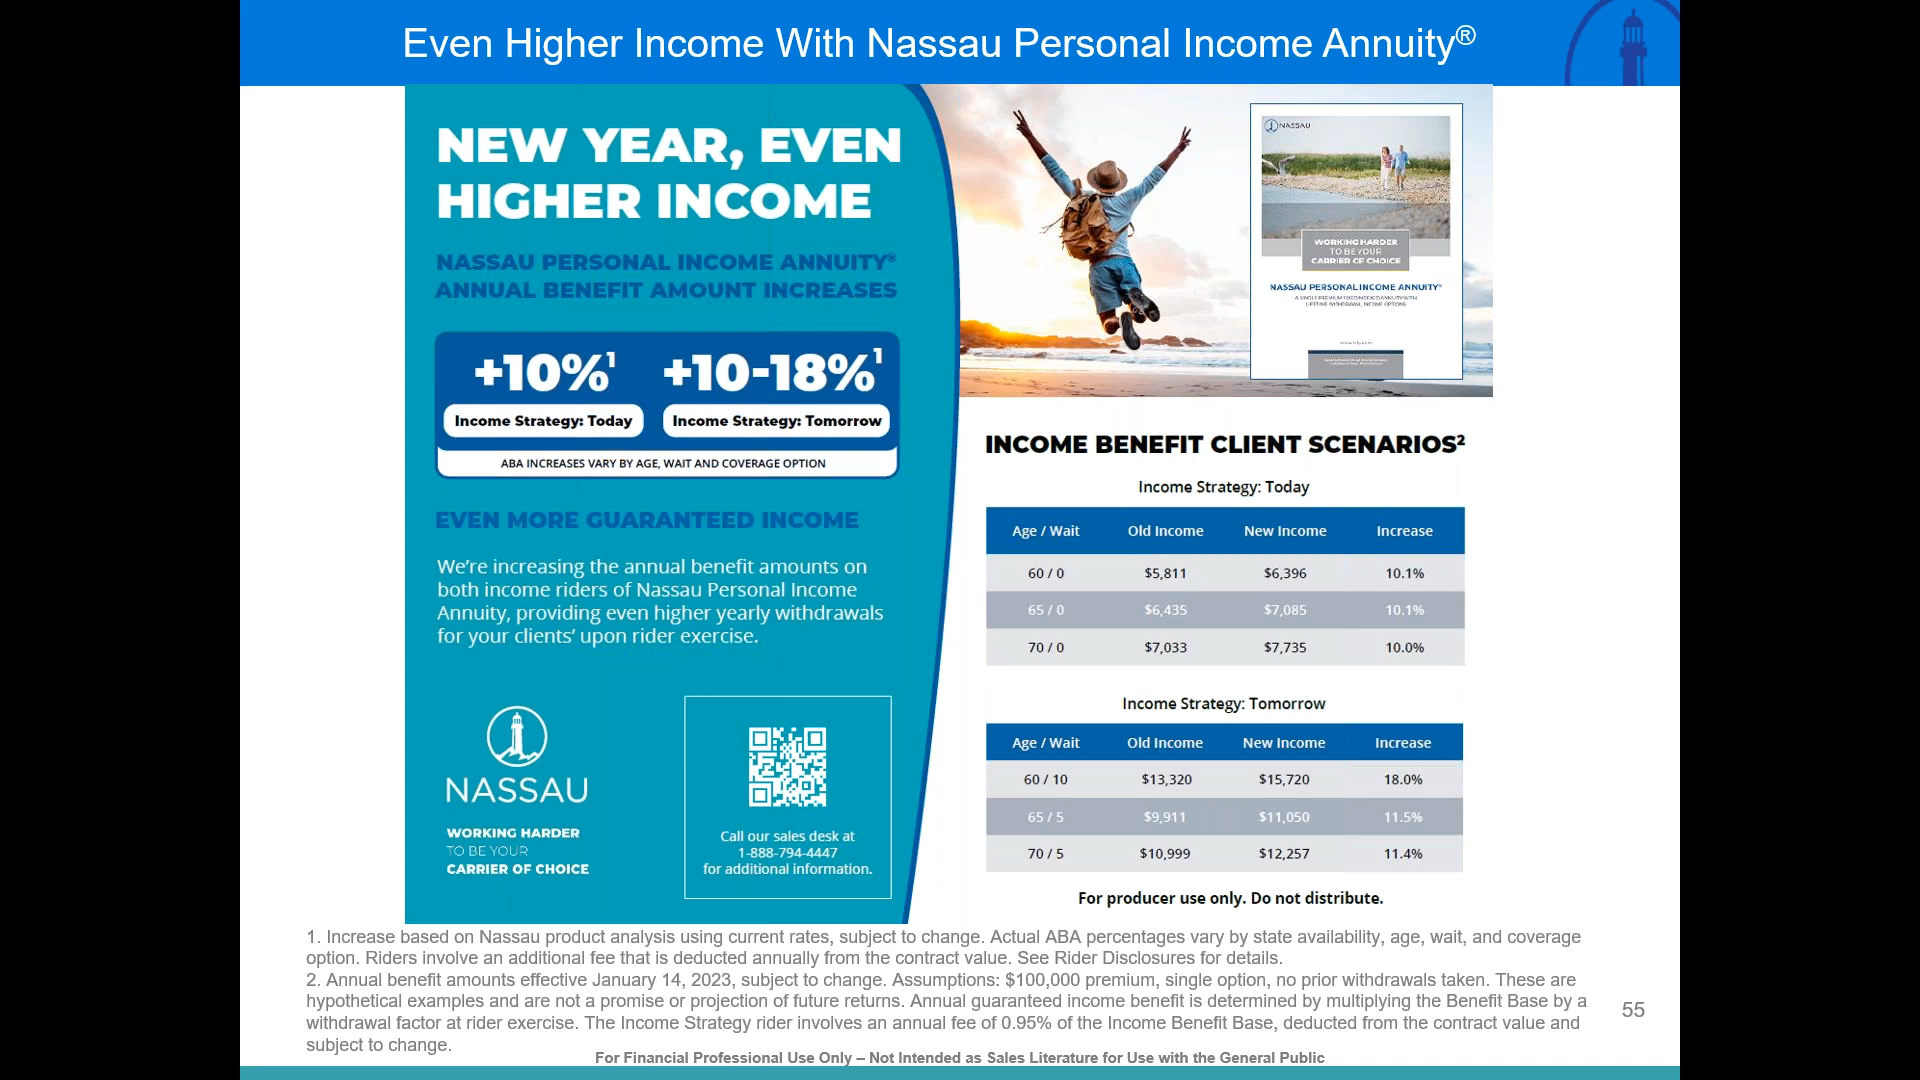 Even Higher Income With Nassau Personal Income Annuity®
NEW YEAR, EVEN
HIGHER INCOME
NASSAU PERSONAL INCOME ANNUITY®
ANNUAL BENEFIT AMOUNT INCREASES
+10%¹ +10-18%¹
Income Strategy: Today Income Strategy: Tomorrow
ABA INCREASES VARY BY AGE, WAIT AND COVERAGE OPTION
EVEN MORE GUARANTEED INCOME
We're increasing the annual benefit amounts on
both income riders of Nassau Personal Income
Annuity, providing even higher yearly withdrawals
for your clients' upon rider exercise.
NASSAU
WORKING HARDER
TO BE YOUR
CARRIER OF CHOICE
Call our sales desk at
1-888-794-4447
for additional information.
NASSAU
WORKING HARDER
TO BE YOUR
CARRIER OF CHOICE
NASSAU PERSONAL INCOME ANNUITY®
A SINGLE PREMIUM FIXED INDEXED ANNUITY WITH
LIFETIME WITHDRAWAL INCOME OPTIONS
INCOME BENEFIT CLIENT SCENARIOS²
Income Strategy: Today
Age / Wait Old Income New Income Increase
60 / 0 $5,811 $6,396 10.1%
65 / 0 $6,435 $7,085 10.1%
70 / 0 $7,033 $7,735 10.0%
Income Strategy: Tomorrow
Age / Wait Old Income New Income Increase
60 / 10 $13,320 $15,720 18.0%
65 / 5 $9,911 $11,050 11.5%
70 / 5 $10,999 $12,257 11.4%
For producer use only. Do not distribute.
1. Increase based on Nassau product analysis using current rates, subject to change. Actual ABA percentages vary by state availability, age, wait, and coverage
option. Riders involve an additional fee that is deducted annually from the contract value. See Rider Disclosures for details.
2. Annual benefit amounts effective January 14, 2023, subject to change. Assumptions: $100,000 premium, single option, no prior withdrawals taken. These are
hypothetical examples and are not a promise or projection of future returns. Annual guaranteed income benefit is determined by multiplying the Benefit Base by a
withdrawal factor at rider exercise. The Income Strategy rider involves an annual fee of 0.95% of the Income Benefit Base, deducted from the contract value and
subject to change.
55
For Financial Professional Use Only – Not Intended as Sales Literature for Use with the General Public